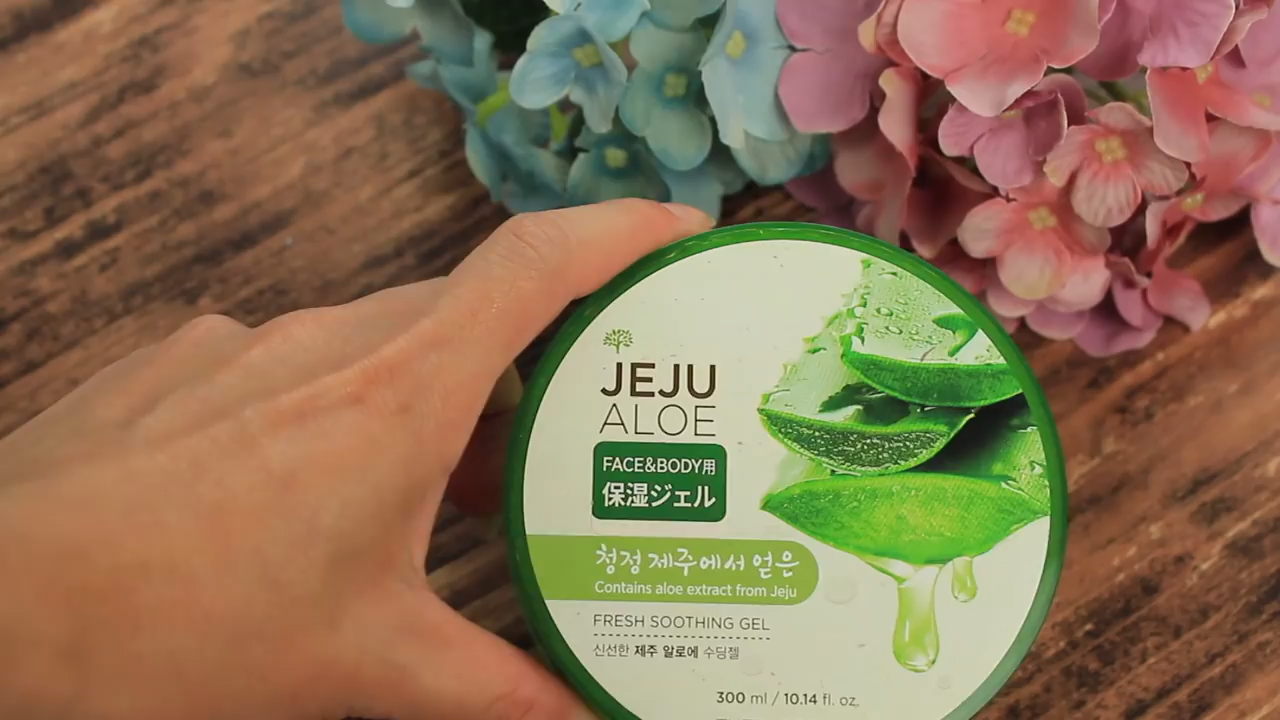 JEJU
ALOE
FACE&BODY用
保湿ジェル
청정 제주에서 얻은
Contains aloe extract from Jeju
FRESH SOOTHING GEL
신선한 제주 알로에 수딩젤
300 ml / 10.14 fl. oz.